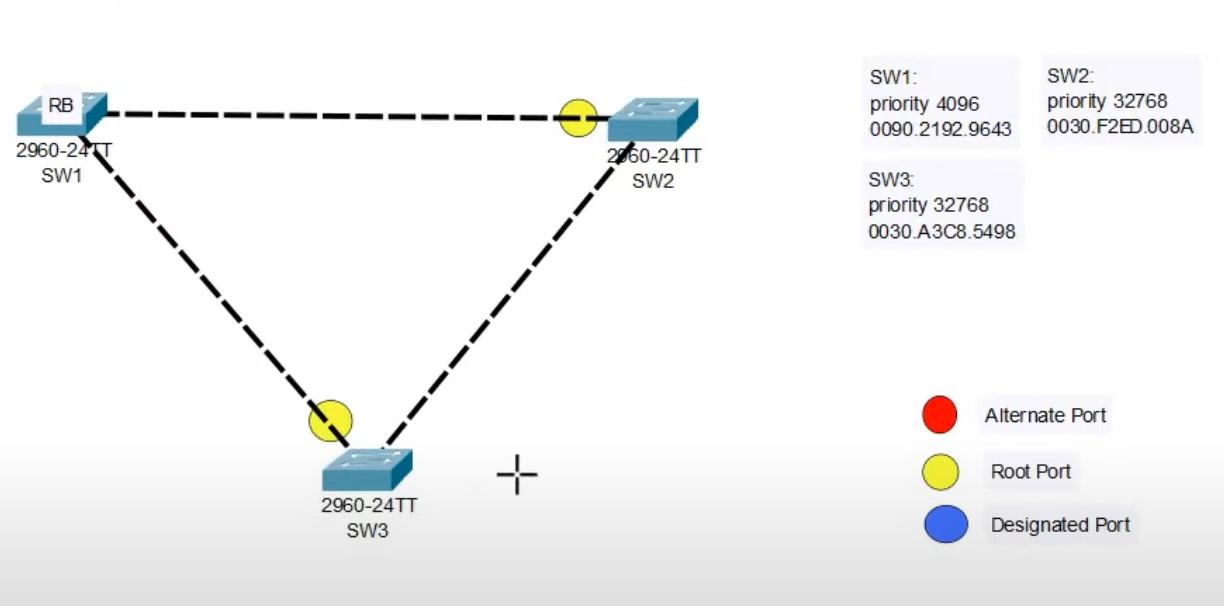 RB
2960-24TT
SW1
2960-24TT
SW2
2960-24TT
SW3
SW1:
priority 4096
0090.2192.9643
SW2:
priority 32768
0030.F2ED.008A
SW3:
priority 32768
0030.A3C8.5498
Alternate Port
Root Port
Designated Port